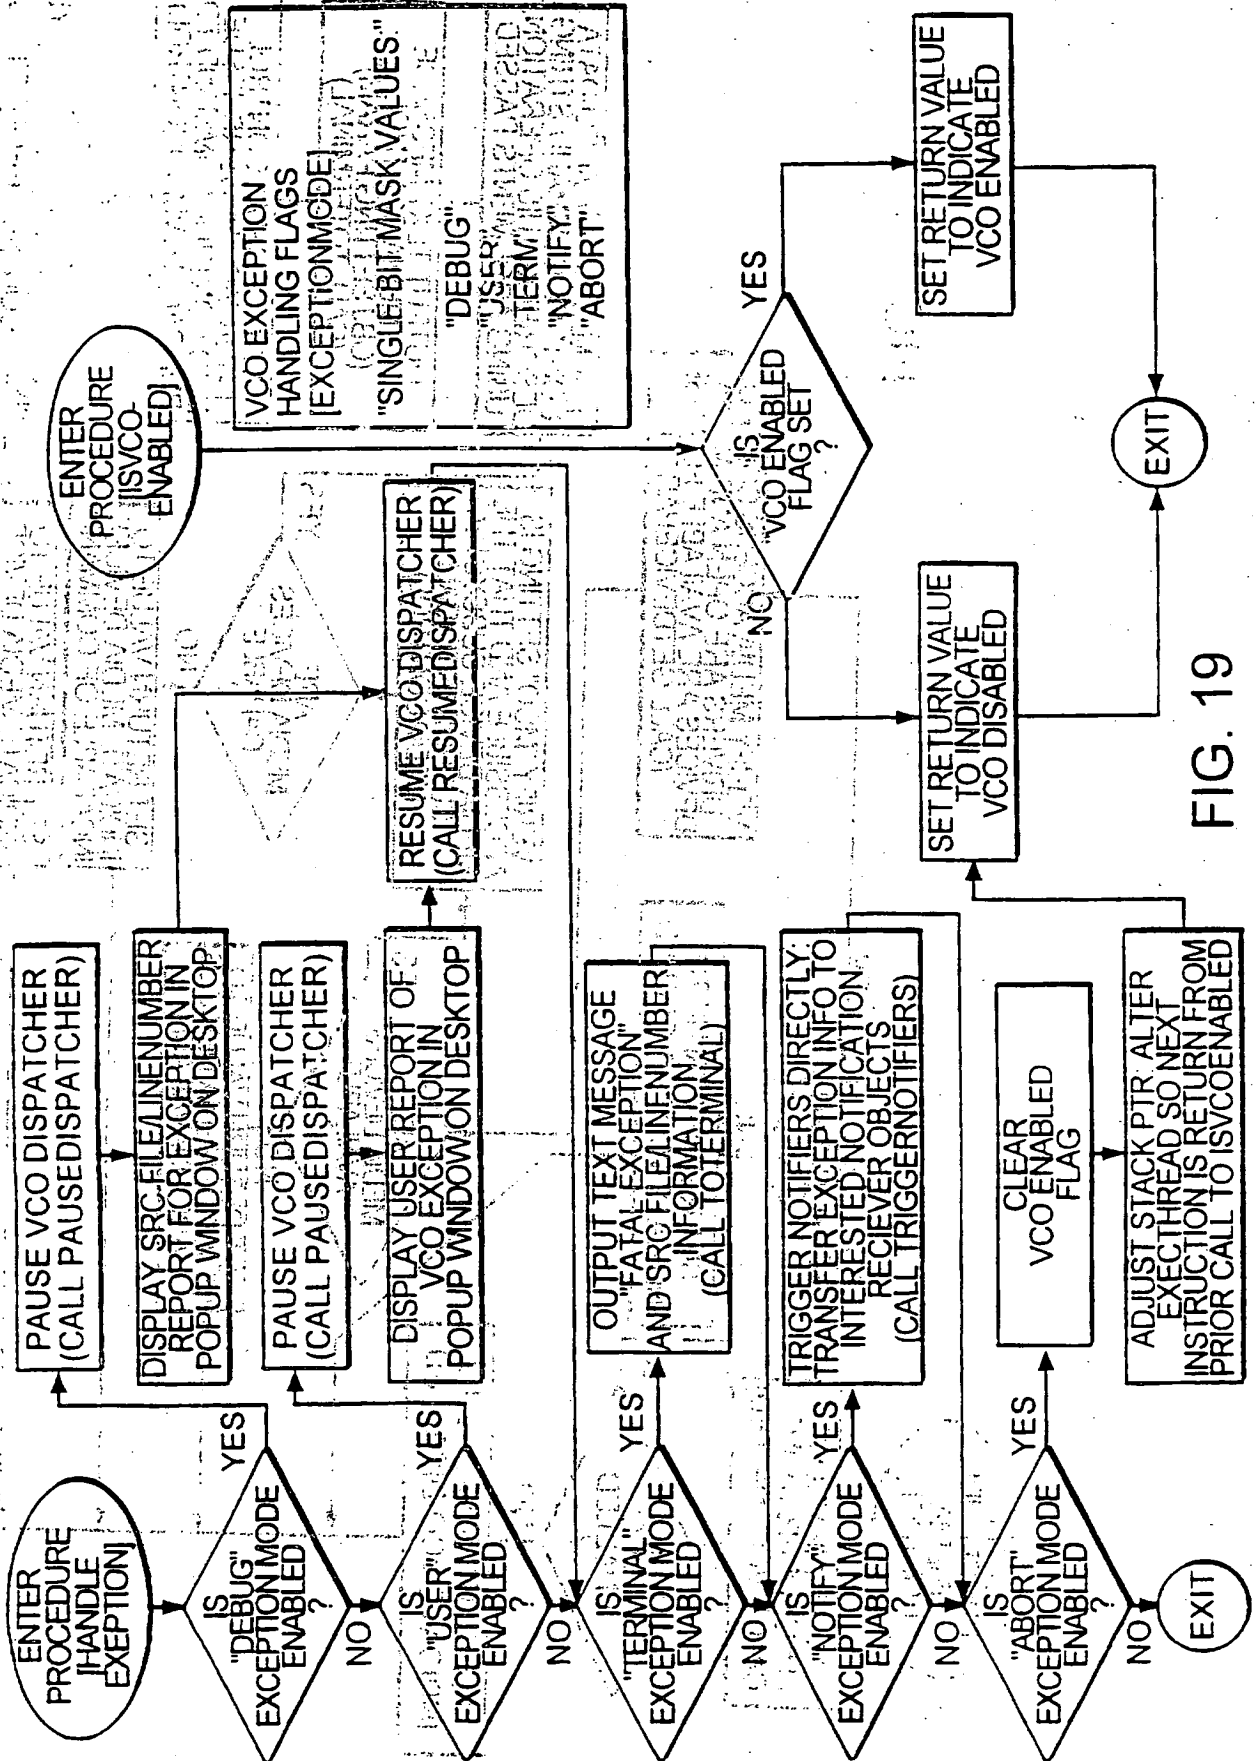 ENTER
PROCEDURE
[HANDLE
EXEPTION]
IS
"DEBUG"
EXCEPTION MODE
ENABLED
?
YES
NO
PAUSE VCO DISPATCHER
(CALL PAUSEDISPATCHER)
DISPLAY SRC FILE/LINENUMBER
REPORT FOR EXCEPTION IN
POPUP WINDOW ON DESKTOP
IS
"USER"
EXCEPTION MODE
ENABLED
?
YES
NO
PAUSE VCO DISPATCHER
(CALL PAUSEDISPATCHER)
DISPLAY USER REPORT OF
VCO EXCEPTION IN
POPUP WINDOW ON DESKTOP
RESUME VCO DISPATCHER
(CALL RESUMEDISPATCHER)
IS
"TERMINAL"
EXCEPTION MODE
ENABLED
?
YES
NO
OUTPUT TEXT MESSAGE
"FATAL EXCEPTION"
AND SRC FILE/LINENUMBER
INFORMATION
(CALL TOTERMINAL)
IS
"NOTIFY"
EXCEPTION MODE
ENABLED
?
YES
NO
TRIGGER NOTIFIERS DIRECTLY.
TRANSFER EXCEPTION INFO TO
INTERESTED NOTIFICATION
RECIEVER OBJECTS
(CALL TRIGGERNOTIFIERS)
IS
"ABORT"
EXCEPTION MODE
ENABLED
?
YES
NO
CLEAR
VCO ENABLED
FLAG
ADJUST STACK PTR. ALTER
EXECTHREAD SO NEXT
INSTRUCTION IS RETURN FROM
PRIOR CALL TO ISVCOENABLED
EXIT
ENTER
PROCEDURE
[ISVCO-
ENABLED]
VCO EXCEPTION
HANDLING FLAGS
[EXCEPTIONMODE]
"SINGLE BIT MASK VALUES."
"DEBUG"
"USER"
"TERM"
"NOTIFY"
"ABORT"
IS
"VCO ENABLED
FLAG SET
?
NO
YES
SET RETURN VALUE
TO INDICATE
VCO DISABLED
SET RETURN VALUE
TO INDICATE
VCO ENABLED
EXIT
FIG. 19